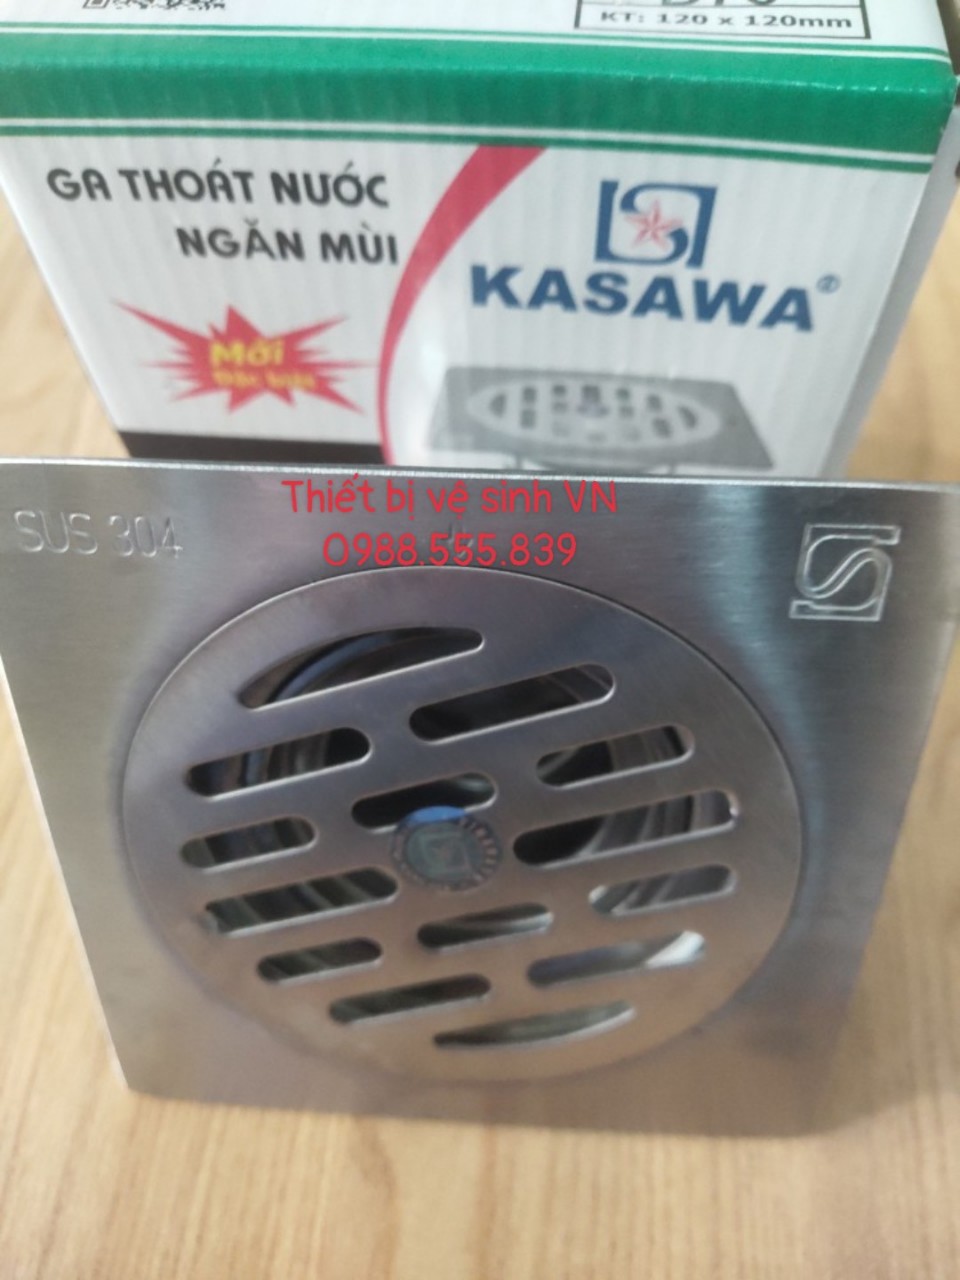 KT: 120 x 120mm
GA THOÁT NƯỚC
NGĂN MÙI
KASAWA®
Mới
Thiết bị vệ sinh VN
0988.555.839
SUS 304